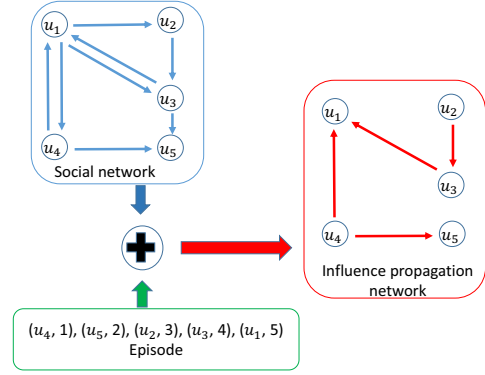 u₁ u₂
u₃
u₄ u₅
Social network
u₁ u₂
u₃
u₄ u₅
Influence propagation
network
(u₄, 1), (u₅, 2), (u₂, 3), (u₃, 4), (u₁, 5)
Episode